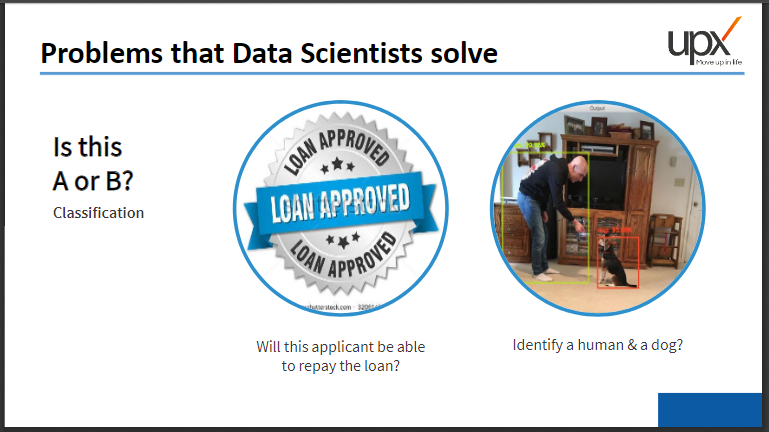 Problems that Data Scientists solve
upx
Move up in life
Is this
A or B?
Classification
LOAN APPROVED
LOAN APPROVED
LOAN APPROVED
Output
Will this applicant be able
to repay the loan?
Identify a human & a dog?